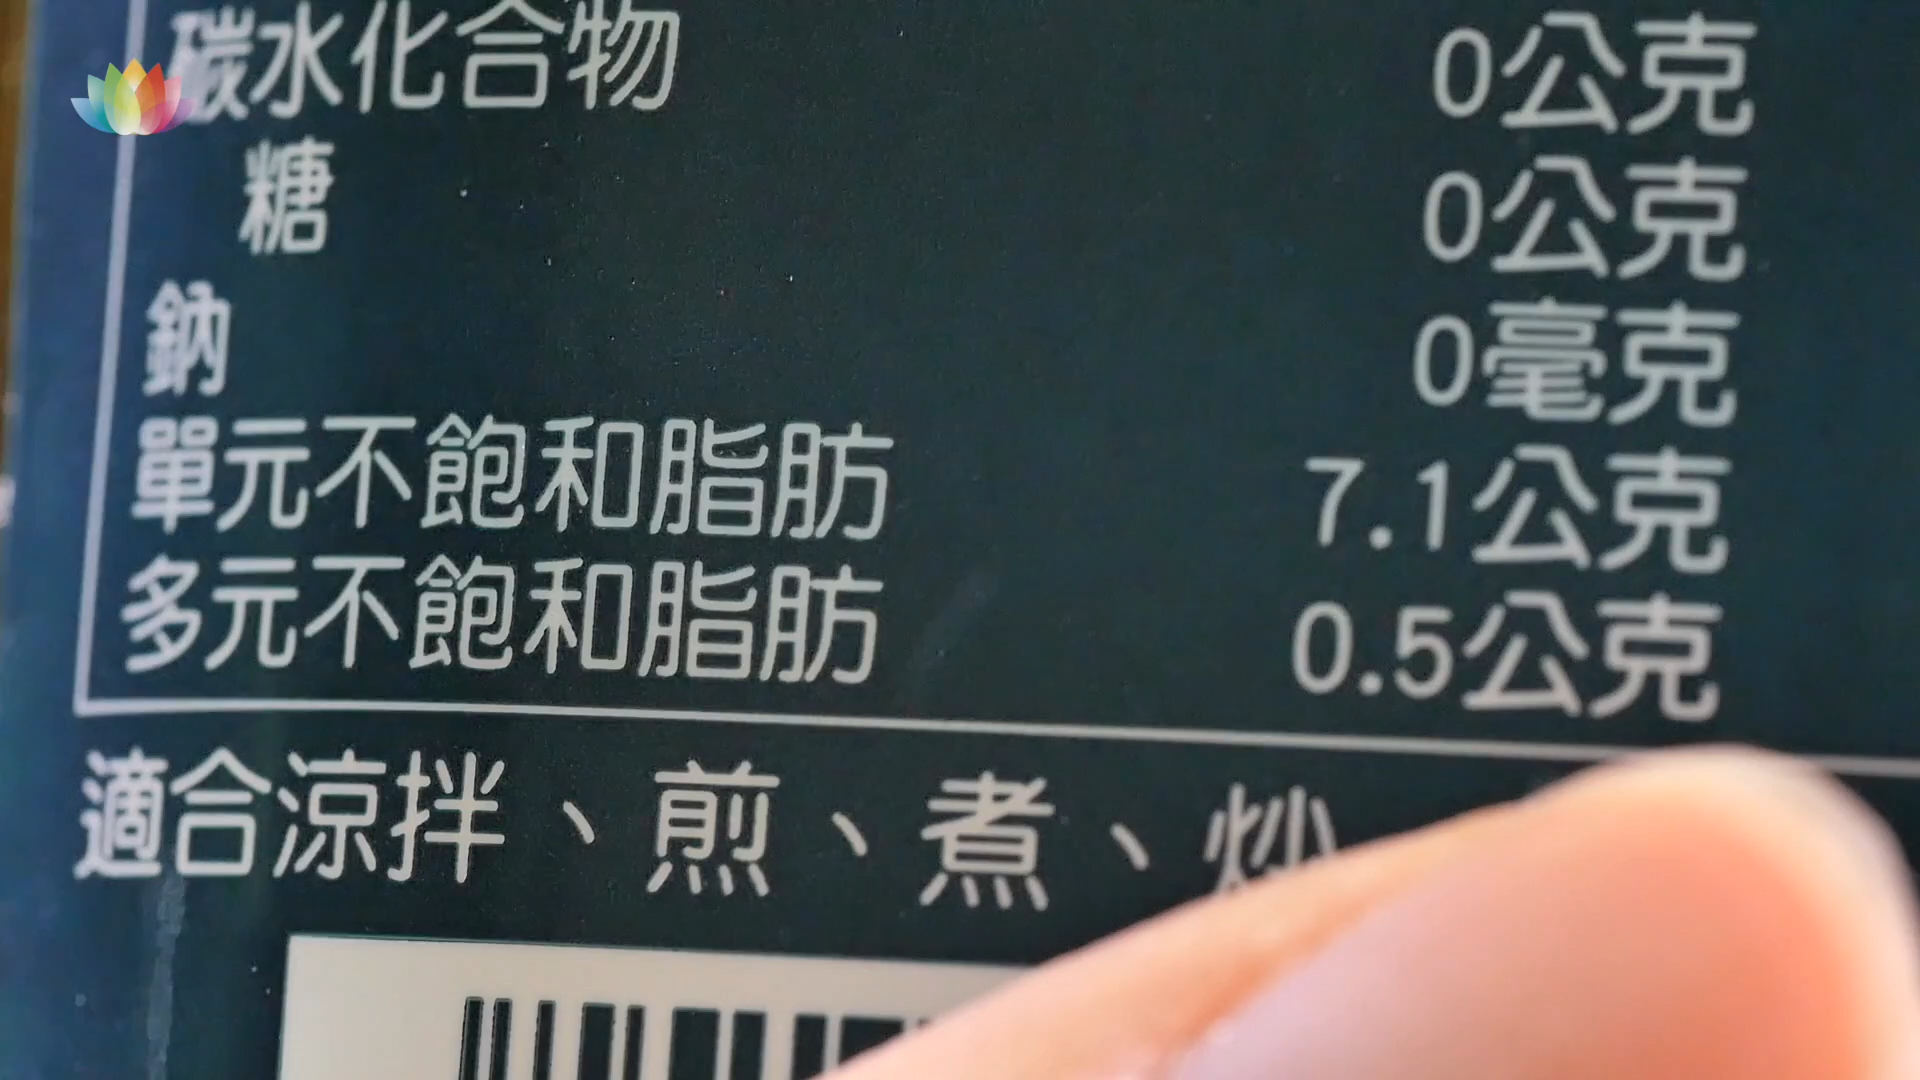 碳水化合物 0公克
糖 0公克
鈉 0毫克
單元不飽和脂肪 7.1公克
多元不飽和脂肪 0.5公克
適合涼拌、煎、煮、炒